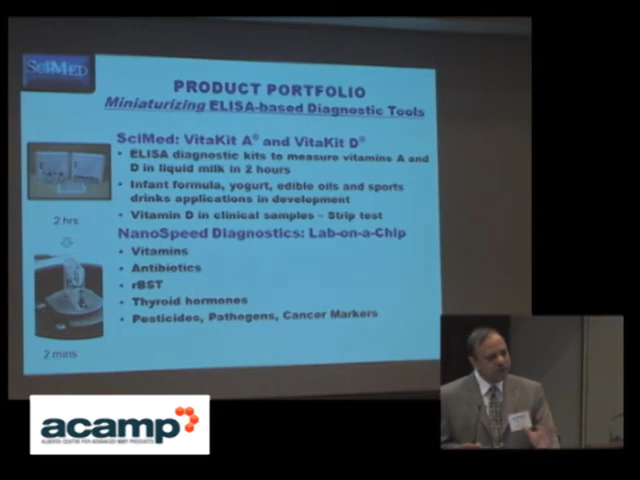 SciMed
PRODUCT PORTFOLIO
Miniaturizing ELISA-based Diagnostic Tools
SciMed: VitaKit A® and VitaKit D®
• ELISA diagnostic kits to measure vitamins A and
D in liquid milk in 2 hours
• Infant formula, yogurt, edible oils and sports
drinks applications in development
• Vitamin D in clinical samples – Strip test
2 hrs
NanoSpeed Diagnostics: Lab-on-a-Chip
• Vitamins
• Antibiotics
• rBST
• Thyroid hormones
• Pesticides, Pathogens, Cancer Markers
2 mins
acamp
ALBERTA CENTRE FOR ADVANCED MNT PRODUCTS